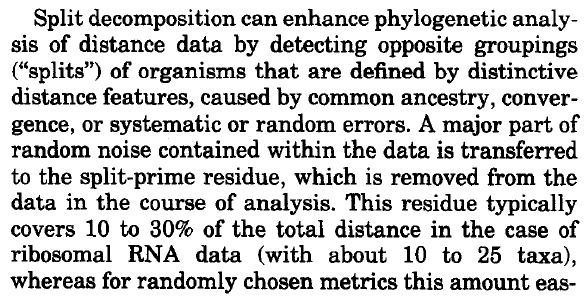 Split decomposition can enhance phylogenetic analy-
sis of distance data by detecting opposite groupings
(“splits”) of organisms that are defined by distinctive
distance features, caused by common ancestry, conver-
gence, or systematic or random errors. A major part of
random noise contained within the data is transferred
to the split-prime residue, which is removed from the
data in the course of analysis. This residue typically
covers 10 to 30% of the total distance in the case of
ribosomal RNA data (with about 10 to 25 taxa),
whereas for randomly chosen metrics this amount eas-